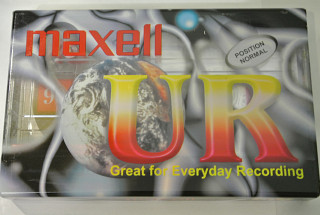 maxell
POSITION
NORMAL
UR
Great for Everyday Recording